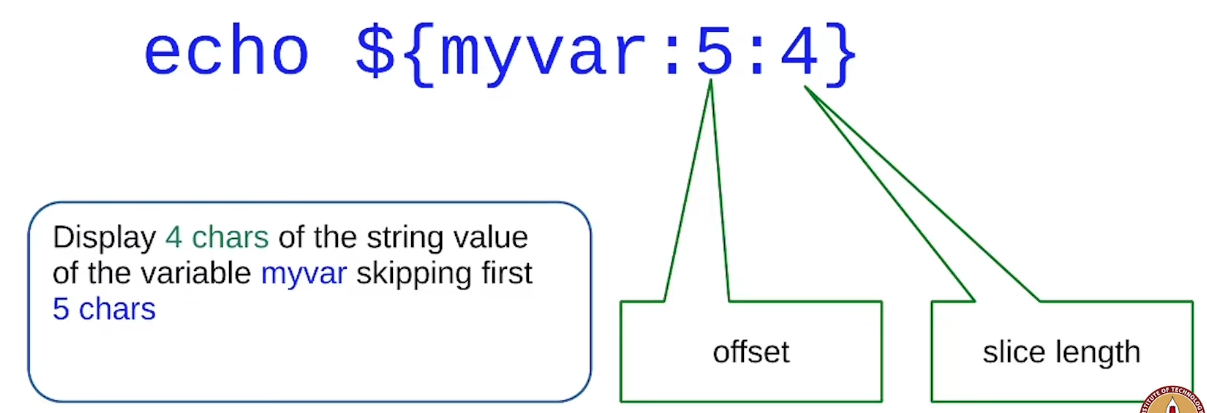 echo ${myvar:5:4}
Display 4 chars of the string value
of the variable myvar skipping first
5 chars
offset
slice length